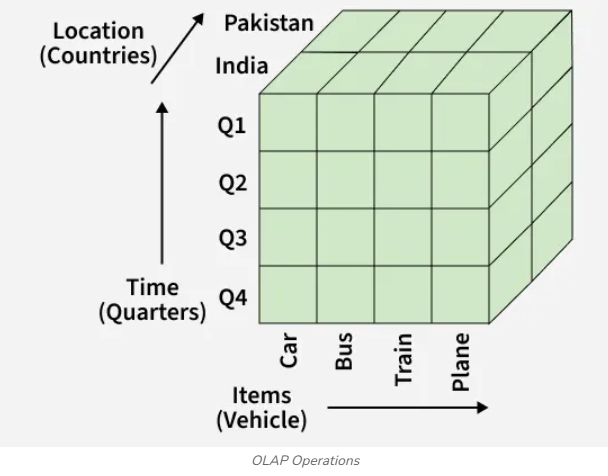 Location
(Countries)
Pakistan
India
Q1
Q2
Q3
Q4
Time
(Quarters)
Car
Bus
Train
Plane
Items
(Vehicle)
OLAP Operations